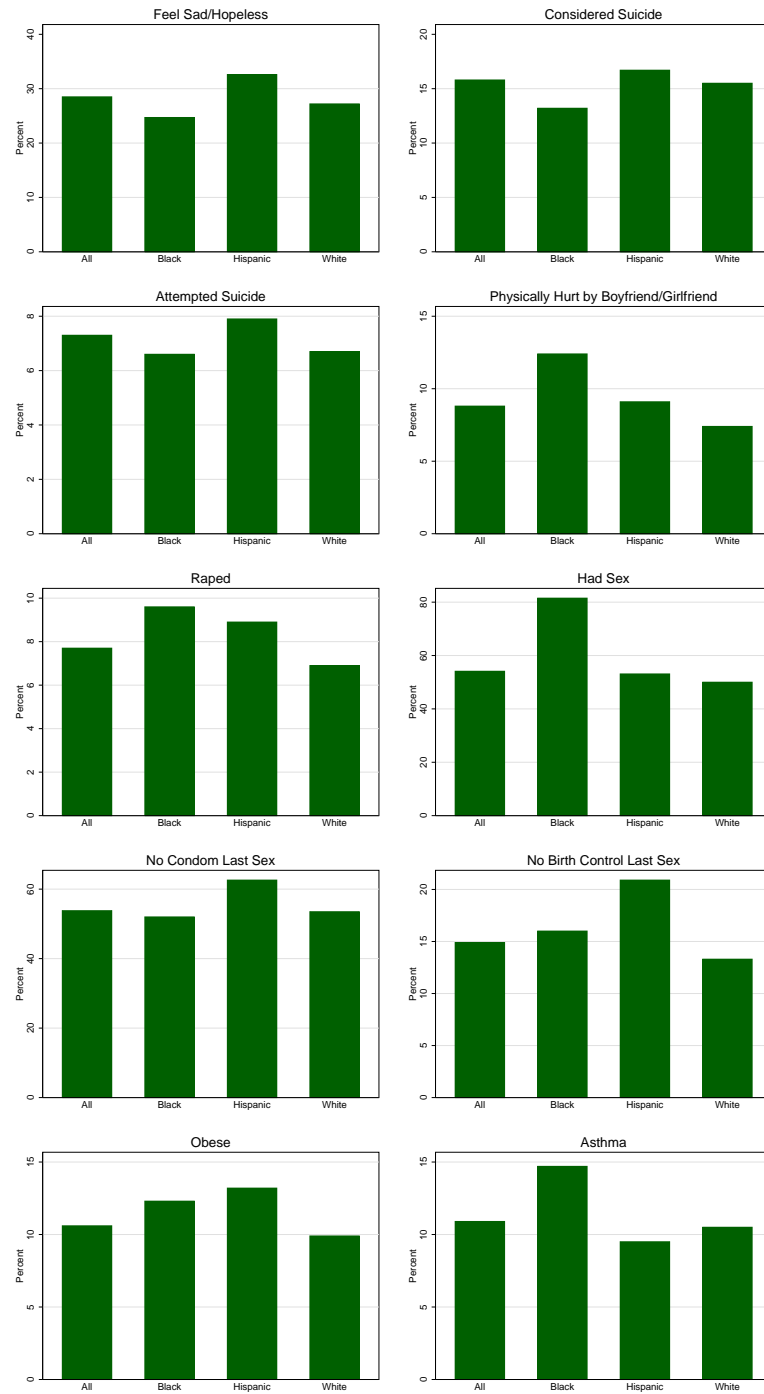 Feel Sad/Hopeless
Percent
40
30
20
10
0
All Black Hispanic White
Considered Suicide
Percent
20
15
10
5
0
All Black Hispanic White
Attempted Suicide
Percent
8
6
4
2
0
All Black Hispanic White
Physically Hurt by Boyfriend/Girlfriend
Percent
15
10
5
0
All Black Hispanic White
Raped
Percent
10
8
6
4
2
0
All Black Hispanic White
Had Sex
Percent
80
60
40
20
0
All Black Hispanic White
No Condom Last Sex
Percent
60
40
20
0
All Black Hispanic White
No Birth Control Last Sex
Percent
20
15
10
5
0
All Black Hispanic White
Obese
Percent
15
10
5
0
All Black Hispanic White
Asthma
Percent
15
10
5
0
All Black Hispanic White